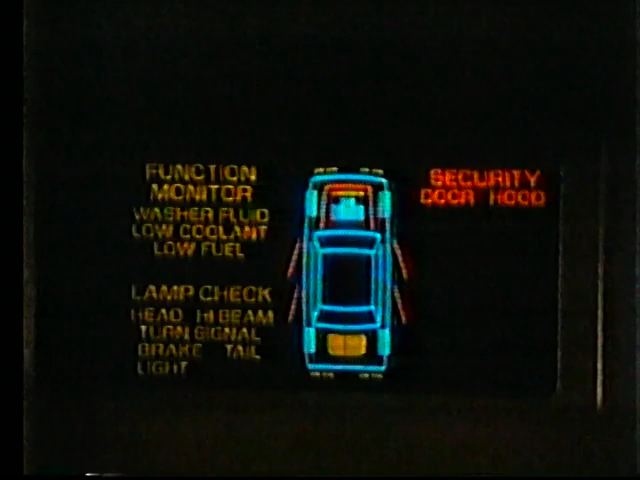 FUNCTION
MONITOR
WASHER FLUID
LOW COOLANT
LOW FUEL
LAMP CHECK
HEAD HI BEAM
TURN SIGNAL
BRAKE TAIL
LIGHT
SECURITY
DOOR HOOD